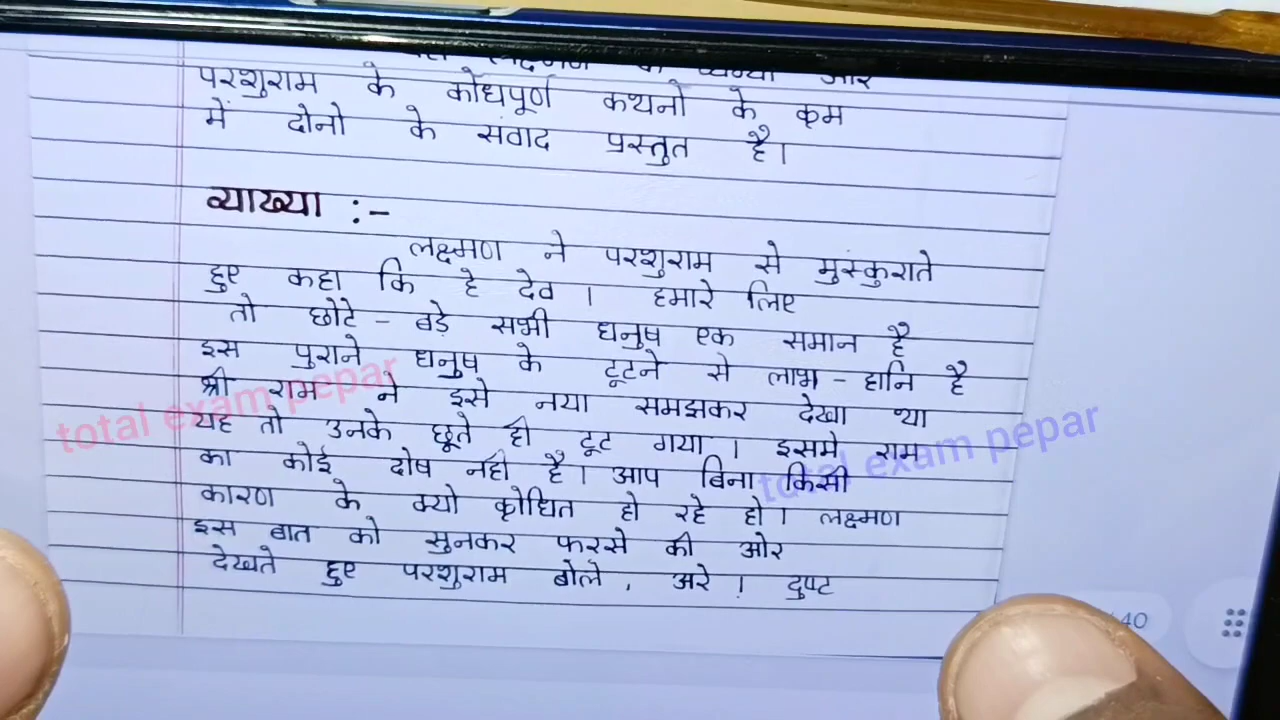 परशुराम के क्रोधपूर्ण कथनो के क्रम
में दोनो के संवाद प्रस्तुत है।
व्याख्या :-
लक्ष्मण ने परशुराम से मुस्कुराते
हुए कहा कि हे देव । हमारे लिए
तो छोटे - बड़े सभी धनुष एक समान है
इस पुराने धनुष के टूटने से लाभ - हानि है
श्री राम ने इसे नया समझकर देखा था
यह तो उनके छूते ही टूट गया । इसमे राम
का कोई दोष नही है। आप बिना किसी
कारण के क्यो क्रोधित हो रहे हो । लक्ष्मण
इस बात को सुनकर फरसे की ओर
देखते हुए परशुराम बोले , अरे ! दुष्ट
total exam pepar
total exam pepar
40